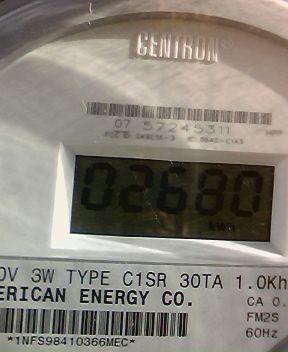 CENTRON®
07 57245311
02680
kWh
0V 3W TYPE C1SR 30TA 1.0Kh
ERICAN ENERGY CO.
CA 0.
FM2S
*1NFS98410366MEC*
60Hz